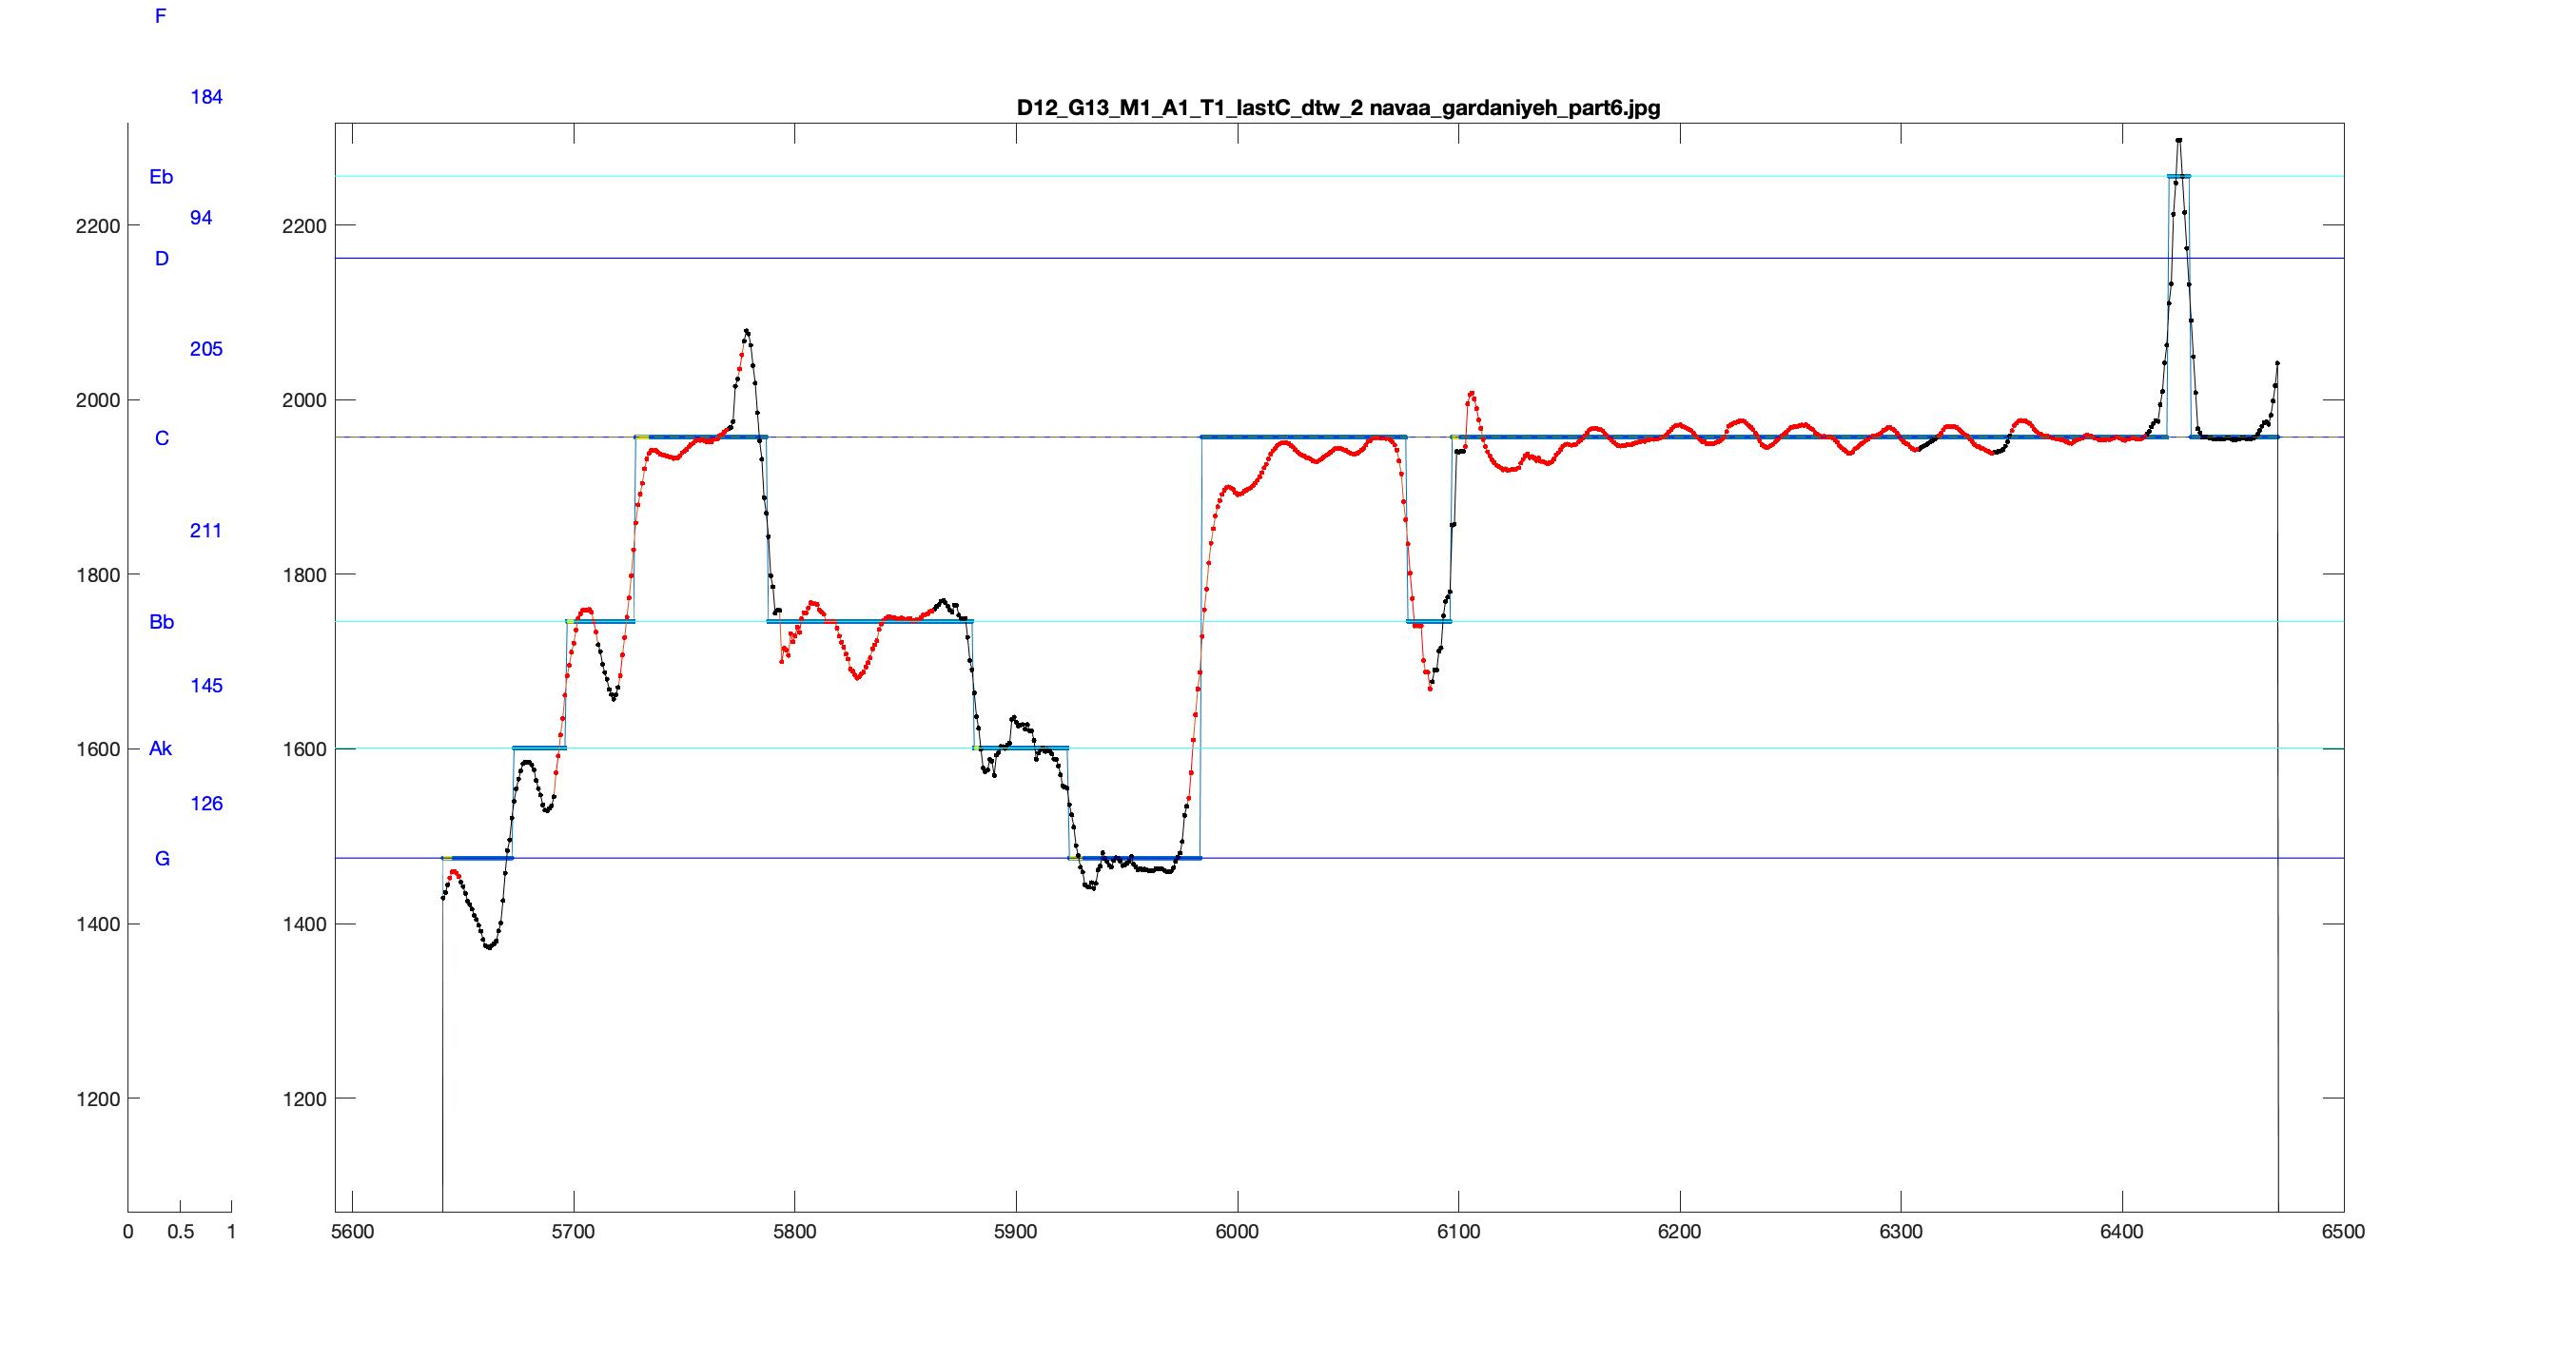 F
184
D12_G13_M1_A1_T1_lastC_dtw_2 navaa_gardaniyeh_part6.jpg
Eb
94
2200 2200
D
205
2000 2000
C
211
1800 1800
Bb
145
1600 Ak 1600
126
G
1400 1400
1200 1200
0 0.5 1 5600 5700 5800 5900 6000 6100 6200 6300 6400 6500